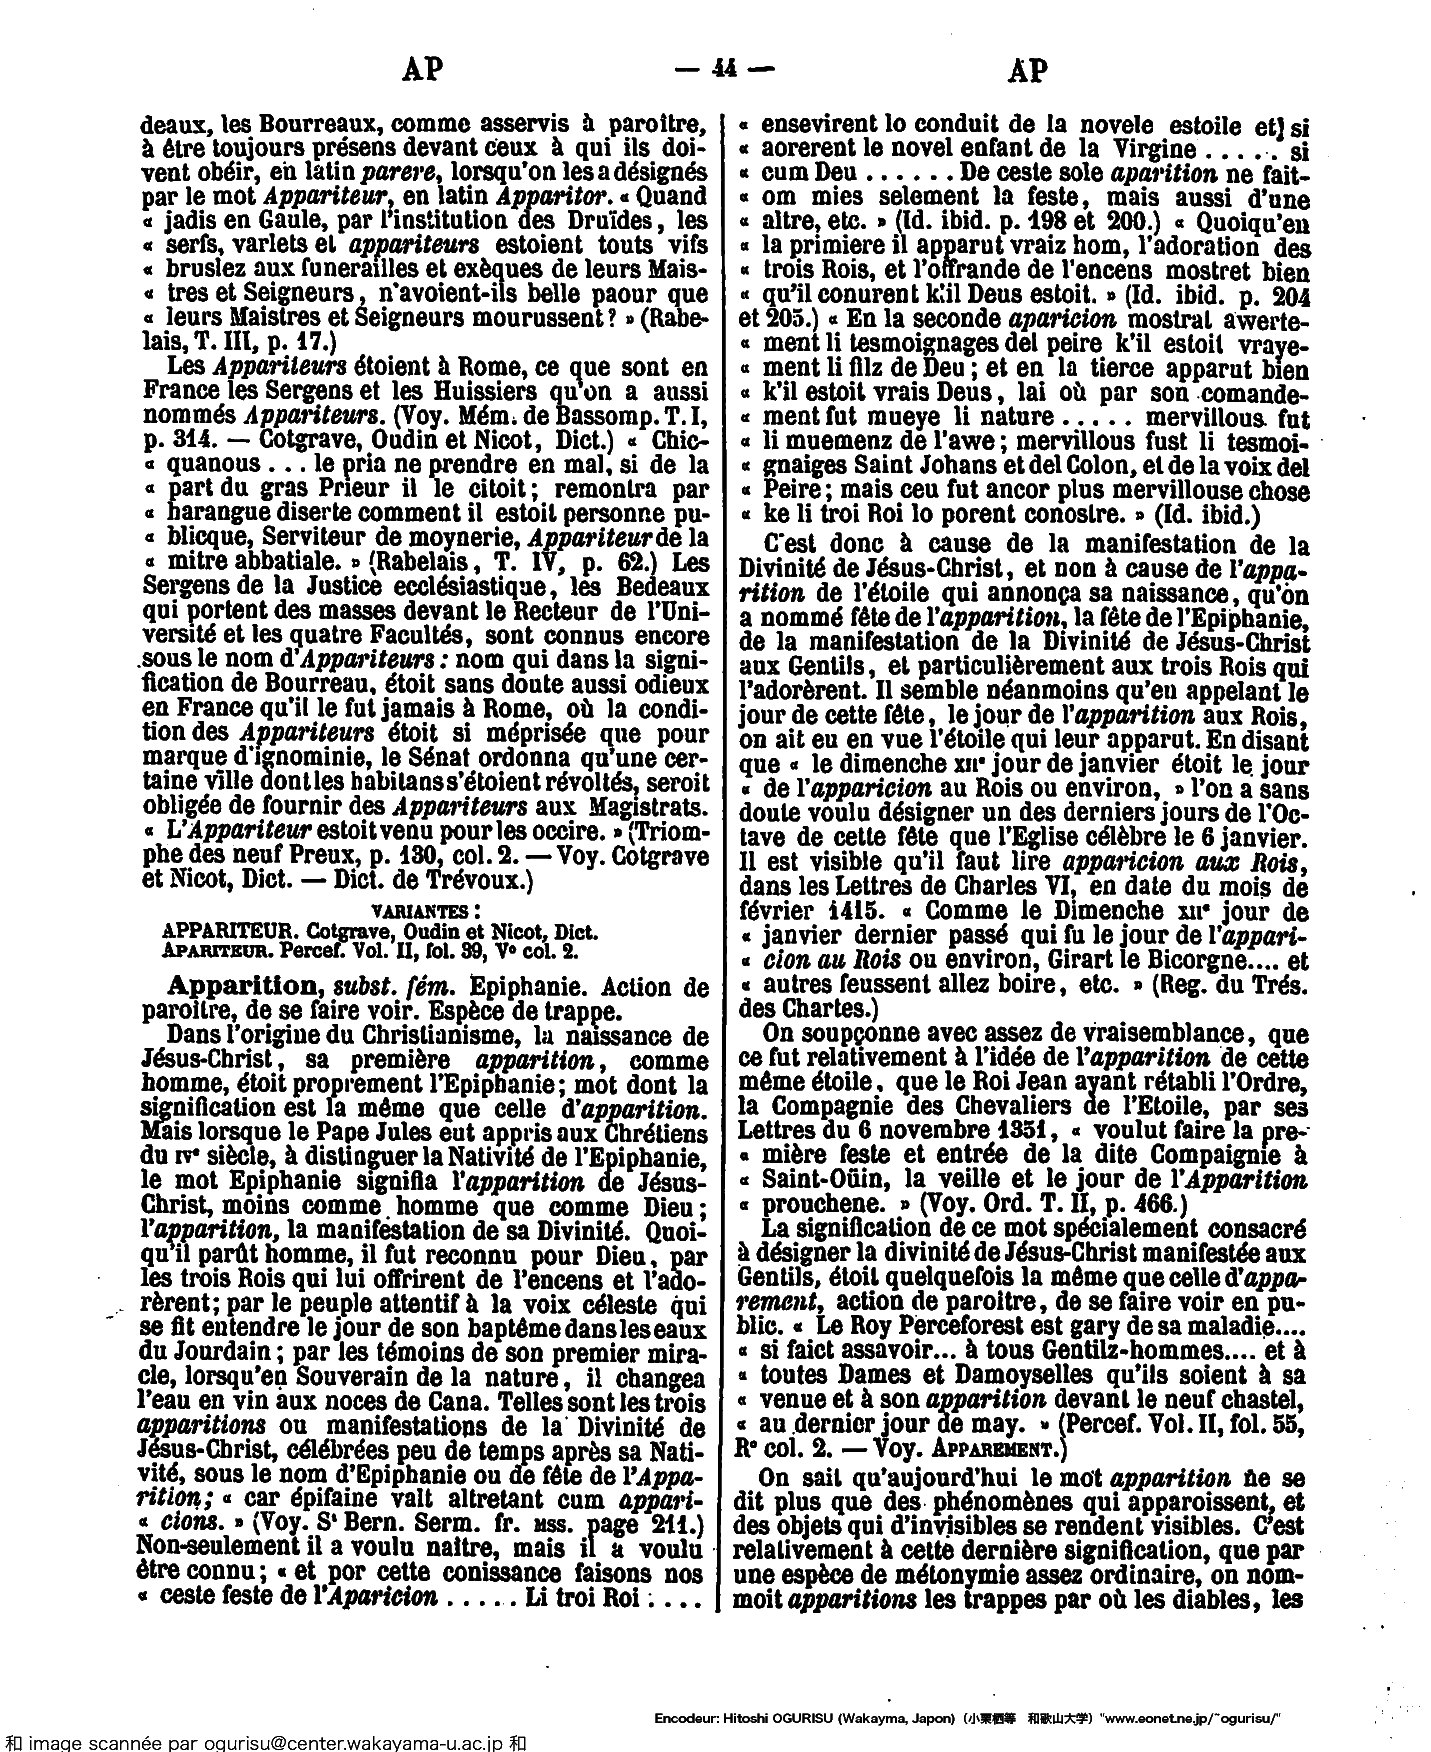 AP — 44 — AP
deaux, les Bourreaux, comme asservis à paroître,
à être toujours présens devant ceux à qui ils doi-
vent obéir, en latin parere, lorsqu'on les a désignés
par le mot Appariteur, en latin Apparitor. « Quand
« jadis en Gaule, par l'institution des Druïdes, les
« serfs, varlets et appariteurs estoient touts vifs
« bruslez aux funerailles et exèques de leurs Mais-
« tres et Seigneurs, n'avoient-ils belle paour que
« leurs Maistres et Seigneurs mourussent ? » (Rabe-
lais, T. III, p. 17.)
Les Appariteurs étoient à Rome, ce que sont en
France les Sergens et les Huissiers qu'on a aussi
nommés Appariteurs. (Voy. Mém. de Bassomp. T. I,
p. 314. — Cotgrave, Oudin et Nicot, Dict.) « Chic-
« quanous ... le pria ne prendre en mal, si de la
« part du gras Prieur il le citoit ; remontra par
« harangue diserte comment il estoit personne pu-
« blicque, Serviteur de moynerie, Appariteur de la
« mitre abbatiale. » (Rabelais, T. IV, p. 62.) Les
Sergens de la Justice ecclésiastique, les Bedeaux
qui portent des masses devant le Recteur de l'Uni-
versité et les quatre Facultés, sont connus encore
sous le nom d'Appariteurs : nom qui dans la signi-
fication de Bourreau, étoit sans doute aussi odieux
en France qu'il le fut jamais à Rome, où la condi-
tion des Appariteurs étoit si méprisée que pour
marque d'ignominie, le Sénat ordonna qu'une cer-
taine ville dont les habitans s'étoient révoltés, seroit
obligée de fournir des Appariteurs aux Magistrats.
« L'Appariteur estoit venu pour les occire. » (Triom-
phe des neuf Preux, p. 130, col. 2. — Voy. Cotgrave
et Nicot, Dict. — Dict. de Trévoux.)
VARIANTES :
APPARITEUR. Cotgrave, Oudin et Nicot, Dict.
APARITEUR. Percef. Vol. II, fol. 39, Vo col. 2.
Apparition, subst. fém. Epiphanie. Action de
paroître, de se faire voir. Espèce de trappe.
Dans l'origine du Christianisme, la naissance de
Jésus-Christ, sa première apparition, comme
homme, étoit proprement l'Epiphanie ; mot dont la
signification est la même que celle d'apparition.
Mais lorsque le Pape Jules eut appris aux Chrétiens
du IVe siècle, à distinguer la Nativité de l'Epiphanie,
le mot Epiphanie signifia l'apparition de Jésus-
Christ, moins comme homme que comme Dieu ;
l'apparition, la manifestation de sa Divinité. Quoi-
qu'il parût homme, il fut reconnu pour Dieu, par
les trois Rois qui lui offrirent de l'encens et l'ado-
rèrent ; par le peuple attentif à la voix céleste qui
se fit entendre le jour de son baptême dans les eaux
du Jourdain ; par les témoins de son premier mira-
cle, lorsqu'en Souverain de la nature, il changea
l'eau en vin aux noces de Cana. Telles sont les trois
apparitions ou manifestations de la Divinité de
Jésus-Christ, célébrées peu de temps après sa Nati-
vité, sous le nom d'Epiphanie ou de fête de l'Appa-
rition ; « car épifaine valt altretant cum appari-
« cions. » (Voy. St Bern. Serm. fr. MSS. page 211.)
Non-seulement il a voulu naître, mais il a voulu
être connu ; « et por cette conissance faisons nos
« ceste feste de l'Aparicion ..... Li troi Roi ....
« ensevirent lo conduit de la novele estoile et] si
« aorerent le novel enfant de la Virgine ..... si
« cum Deu ...... De ceste sole aparition ne fait-
« om mies selement la feste, mais aussi d'une
« altre, etc. » (Id. ibid. p. 198 et 200.) « Quoiqu'en
« la primiere il apparut vraiz hom, l'adoration des
« trois Rois, et l'offrande de l'encens mostret bien
« qu'il conurent k'il Deus estoit. » (Id. ibid. p. 204
et 205.) « En la seconde aparicion mostrat awerte-
« ment li tesmoignages del peire k'il estoit vraye-
« ment li filz de Deu ; et en la tierce apparut bien
« k'il estoit vrais Deus, lai où par son comande-
« ment fut mueye li nature ..... mervillous fut
« li muemenz de l'awe ; mervillous fust li tesmoi-
« gnaiges Saint Johans et del Colon, et de la voix del
« Peire ; mais ceu fut ancor plus mervillouse chose
« ke li troi Roi lo porent conostre. » (Id. ibid.)
C'est donc à cause de la manifestation de la
Divinité de Jésus-Christ, et non à cause de l'appa-
rition de l'étoile qui annonça sa naissance, qu'on
a nommé fête de l'apparition, la fête de l'Epiphanie,
de la manifestation de la Divinité de Jésus-Christ
aux Gentils, et particulièrement aux trois Rois qui
l'adorèrent. Il semble néanmoins qu'en appelant le
jour de cette fête, le jour de l'apparition aux Rois,
on ait eu en vue l'étoile qui leur apparut. En disant
que « le dimenche XIIe jour de janvier étoit le jour
« de l'apparicion au Rois ou environ, » l'on a sans
doute voulu désigner un des derniers jours de l'Oc-
tave de cette fête que l'Eglise célèbre le 6 janvier.
Il est visible qu'il faut lire apparicion aux Rois,
dans les Lettres de Charles VI, en date du mois de
février 1415. « Comme le Dimenche XIIe jour de
« janvier dernier passé qui fu le jour de l'appari-
« cion au Rois ou environ, Girart le Bicorgne.... et
« autres feussent allez boire, etc. » (Reg. du Trés.
des Chartes.)
On soupçonne avec assez de vraisemblance, que
ce fut relativement à l'idée de l'apparition de cette
même étoile, que le Roi Jean ayant rétabli l'Ordre,
la Compagnie des Chevaliers de l'Etoile, par ses
Lettres du 6 novembre 1351, « voulut faire la pre-
« mière feste et entrée de la dite Compaignie à
« Saint-Oüin, la veille et le jour de l'Apparition
« prouchene. » (Voy. Ord. T. II, p. 466.)
La signification de ce mot spécialement consacré
à désigner la divinité de Jésus-Christ manifestée aux
Gentils, étoit quelquefois la même que celle d'appa-
rement, action de paroître, de se faire voir en pu-
blic. « Le Roy Perceforest est gary de sa maladie....
« si faict assavoir... à tous Gentilz-hommes.... et à
« toutes Dames et Damoyselles qu'ils soient à sa
« venue et à son apparition devant le neuf chastel,
« au dernier jour de may. » (Percef. Vol. II, fol. 55,
Ro col. 2. — Voy. APPAREMENT.)
On sait qu'aujourd'hui le mot apparition ne se
dit plus que des phénomènes qui apparoissent, et
des objets qui d'invisibles se rendent visibles. C'est
relativement à cette dernière signification, que par
une espèce de métonymie assez ordinaire, on nom-
moit apparitions les trappes par où les diables, les
Encodeur: Hitoshi OGURISU (Wakayma, Japon) (小栗栖等 和歌山大学) "www.eonet.ne.jp/~ogurisu/"
和 image scannée par ogurisu@center.wakayama-u.ac.jp 和